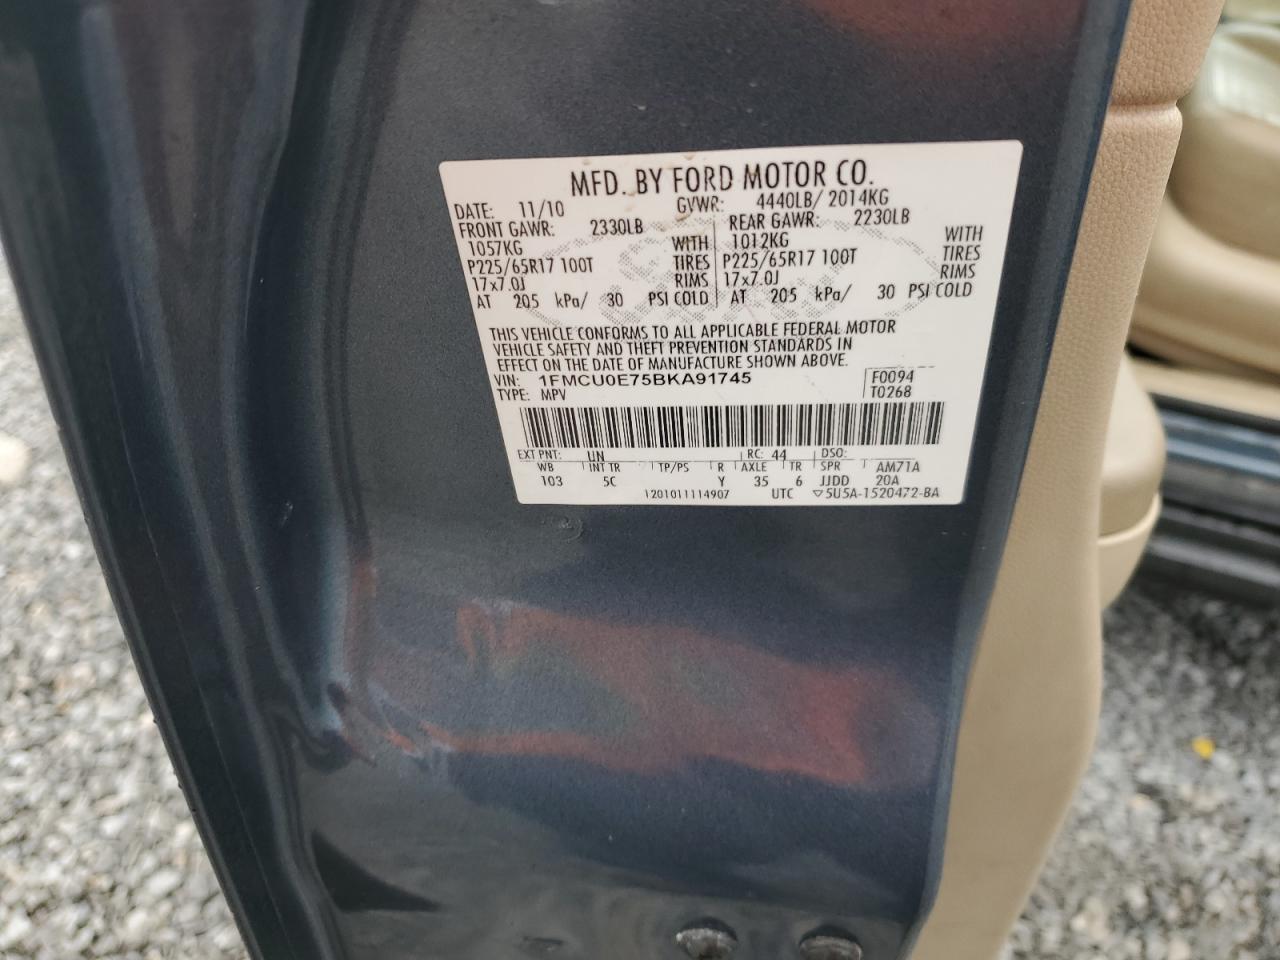 MFD. BY FORD MOTOR CO.
DATE: 11/10 GVWR: 4440LB/ 2014KG
FRONT GAWR: 2330LB REAR GAWR: 2230LB
1057KG WITH 1012KG WITH
P225/65R17 100T TIRES P225/65R17 100T TIRES
17x7.0J RIMS 17x7.0J RIMS
AT 205 kPa/ 30 PSI COLD AT 205 kPa/ 30 PSI COLD
THIS VEHICLE CONFORMS TO ALL APPLICABLE FEDERAL MOTOR
VEHICLE SAFETY AND THEFT PREVENTION STANDARDS IN
EFFECT ON THE DATE OF MANUFACTURE SHOWN ABOVE.
VIN: 1FMCU0E75BKA91745 F0094
TYPE: MPV T0268
EXT PNT: UN RC: 44 DSO:
WB INT TR TP/PS R AXLE TR SPR AM71A
103 5C Y 35 6 JJDD 20A
1201011114907 UTC ▽5U5A-1520472-BA